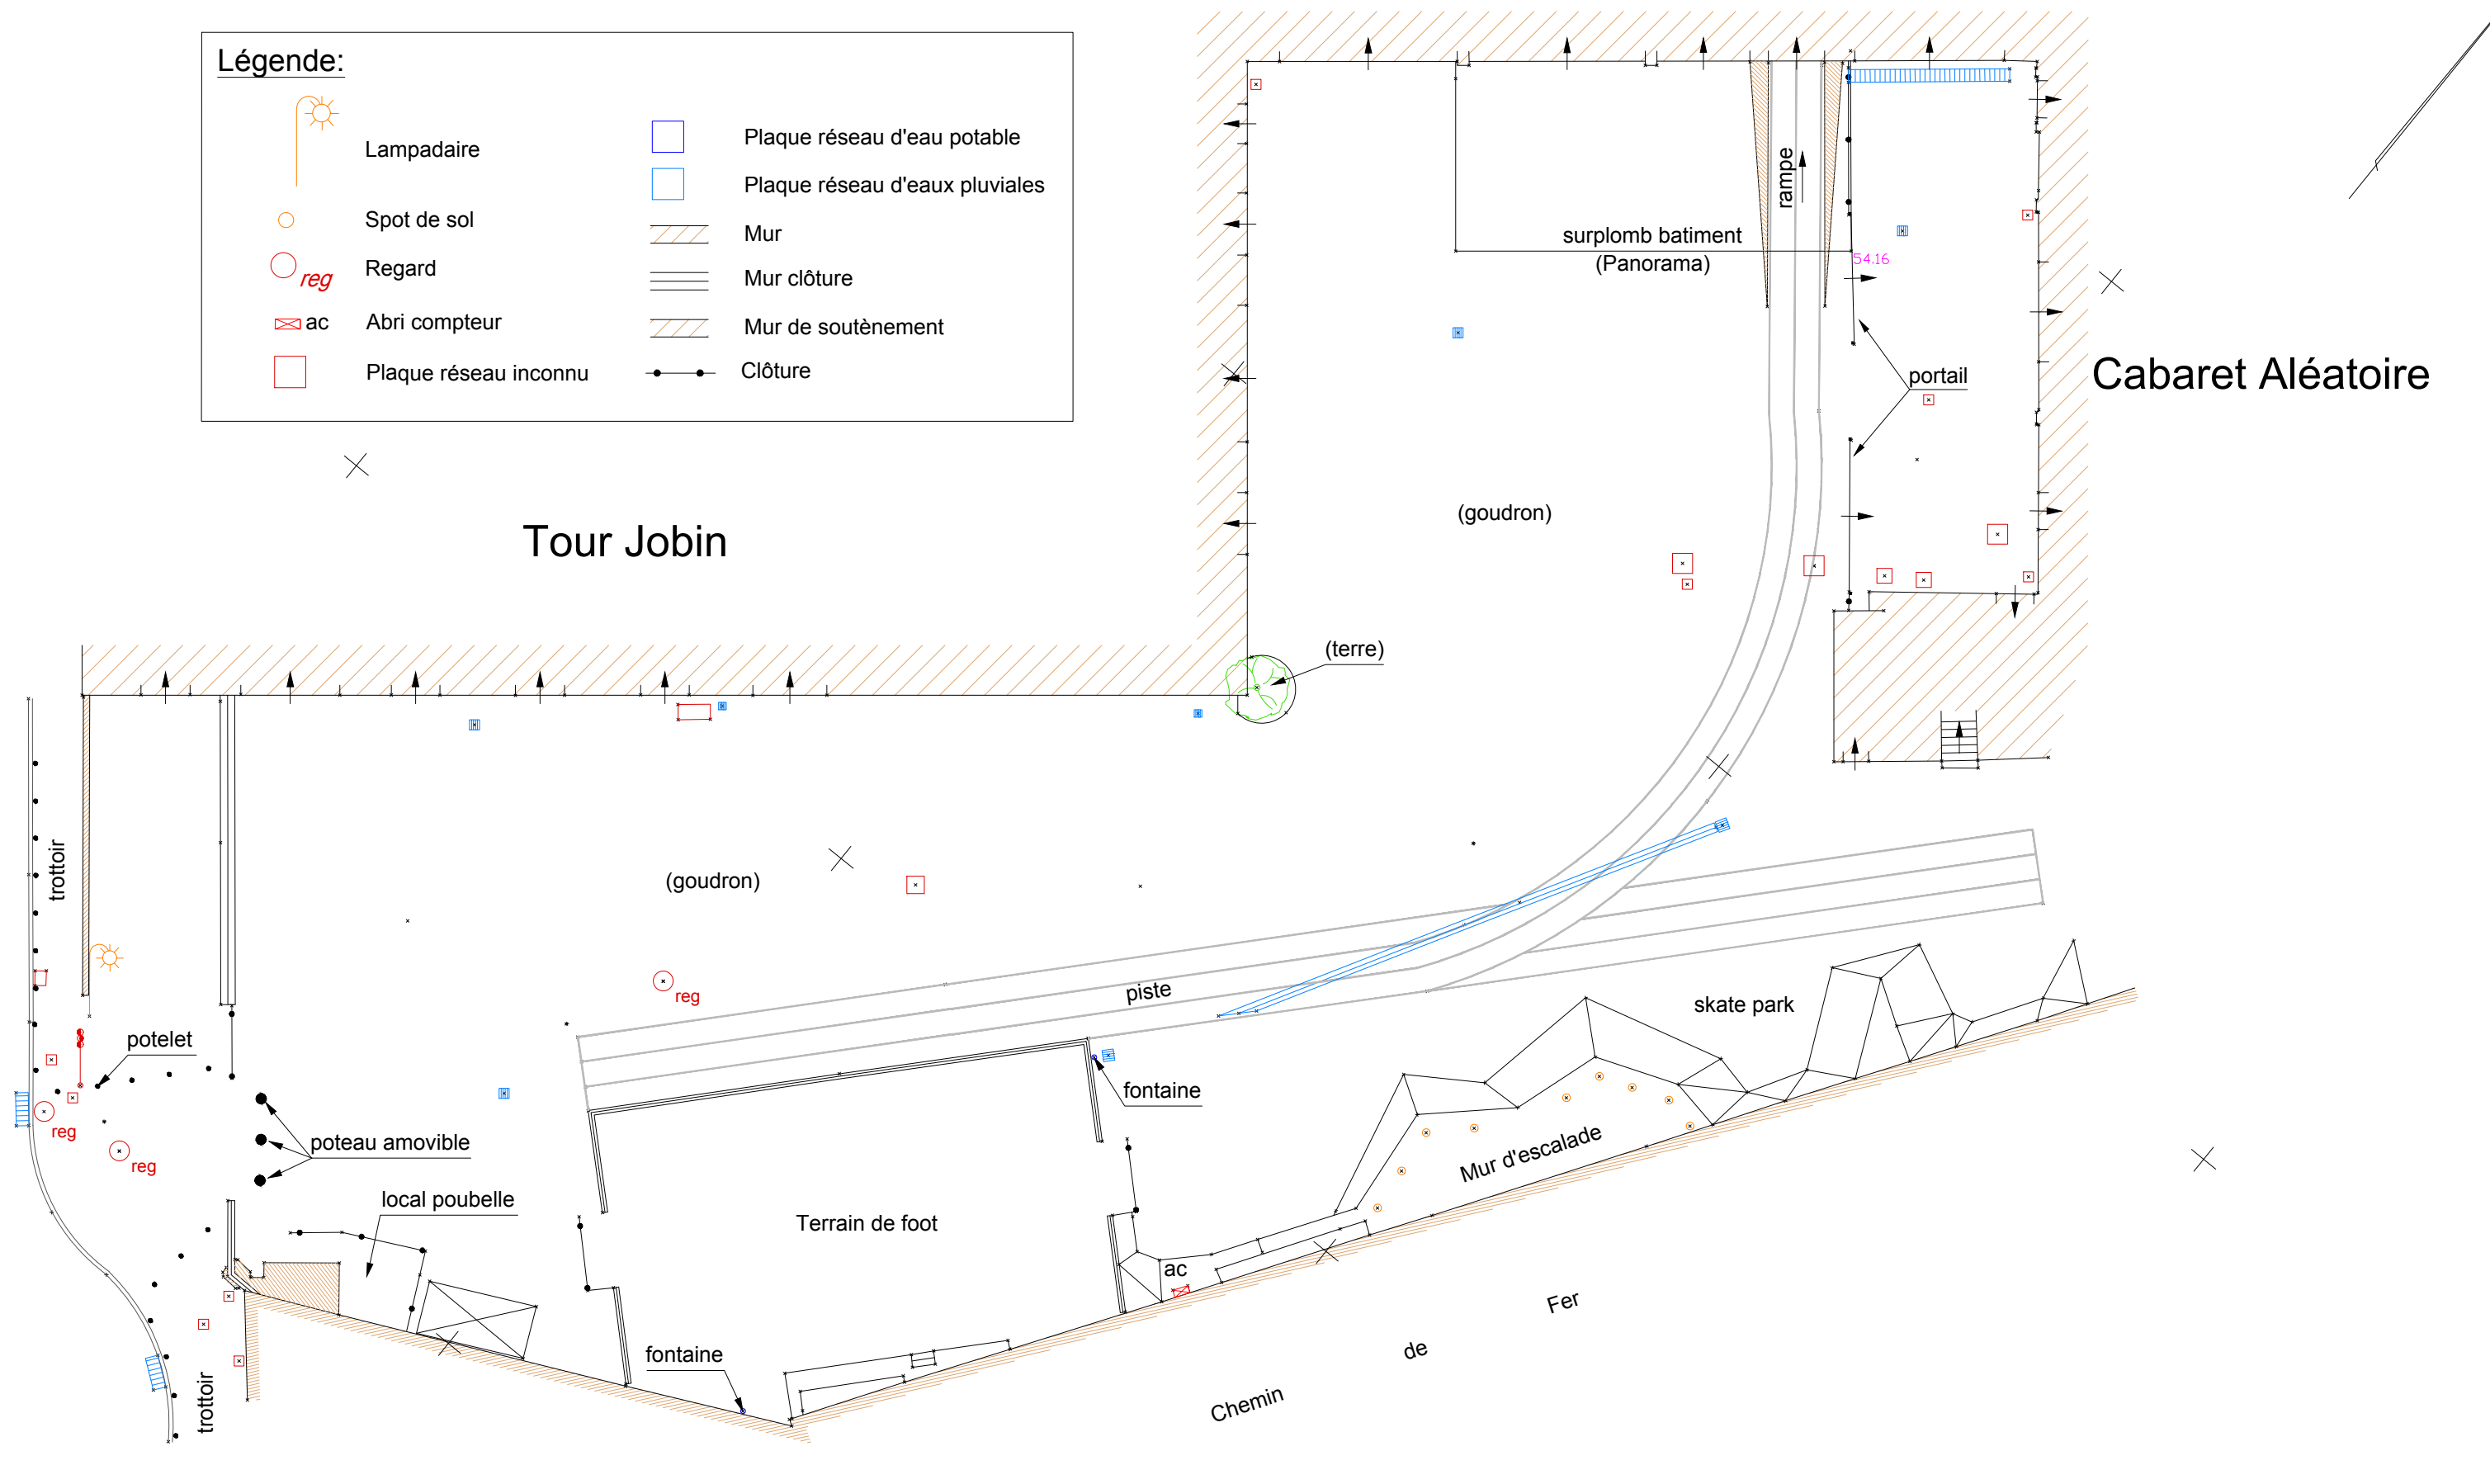 Légende:
Lampadaire
Spot de sol
reg
Regard
ac
Abri compteur
Plaque réseau inconnu
Plaque réseau d'eau potable
Plaque réseau d'eaux pluviales
Mur
Mur clôture
Mur de soutènement
Clôture
rampe
surplomb batiment
(Panorama)
54.16
portail
Cabaret Aléatoire
(goudron)
Tour Jobin
(terre)
trottoir
(goudron)
reg
piste
skate park
potelet
fontaine
reg
reg
poteau amovible
Mur d'escalade
local poubelle
Terrain de foot
ac
fontaine
trottoir
Chemin
de
Fer